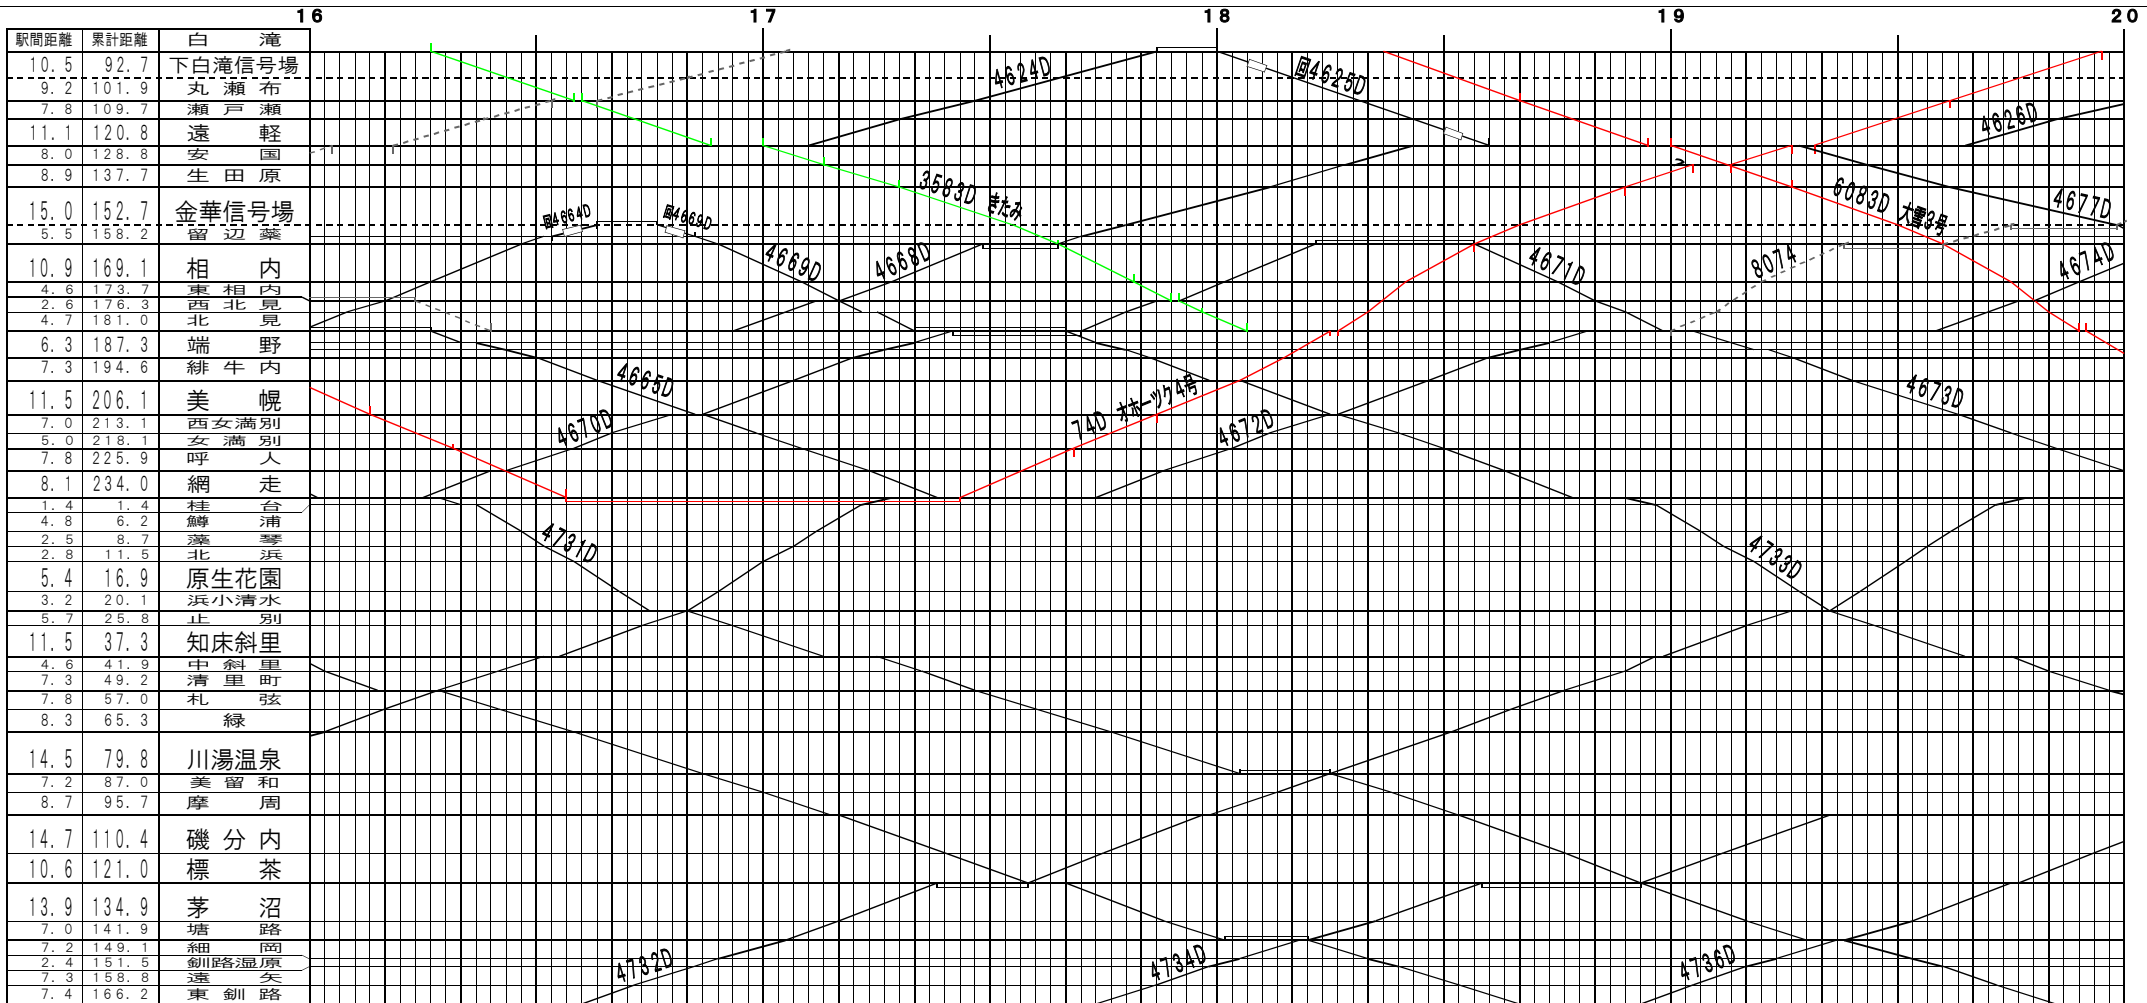 16 17 18 19 20
駅間距離 累計距離 白滝
10.5 92.7 下白滝信号場
9.2 101.9 丸瀬布
7.8 109.7 瀬戸瀬
11.1 120.8 遠軽
8.0 128.8 安国
8.9 137.7 生田原
15.0 152.7 金華信号場
5.5 158.2 留辺蘂
10.9 169.1 相内
4.6 173.7 東相内
2.6 176.3 西北見
4.7 181.0 北見
6.3 187.3 端野
7.3 194.6 緋牛内
11.5 206.1 美幌
7.0 213.1 西女満別
5.0 218.1 女満別
7.8 225.9 呼人
8.1 234.0 網走
1.4 1.4 桂台
4.8 6.2 鱒浦
2.5 8.7 藻琴
2.8 11.5 北浜
5.4 16.9 原生花園
3.2 20.1 浜小清水
5.7 25.8 止別
11.5 37.3 知床斜里
4.6 41.9 中斜里
7.3 49.2 清里町
7.8 57.0 札弦
8.3 65.3 緑
14.5 79.8 川湯温泉
7.2 87.0 美留和
8.7 95.7 摩周
14.7 110.4 磯分内
10.6 121.0 標茶
13.9 134.9 茅沼
7.0 141.9 塘路
7.2 149.1 細岡
2.4 151.5 釧路湿原
7.3 158.8 遠矢
7.4 166.2 東釧路
4624D
回4625D
4626D
3583D きたみ
6083D 大雪3号
4677D
回4664D
回4669D
4669D
4668D
4671D
8074
4674D
4665D
4670D
74D オホーツク4号
4672D
4673D
4731D
4733D
4732D
4734D
4736D